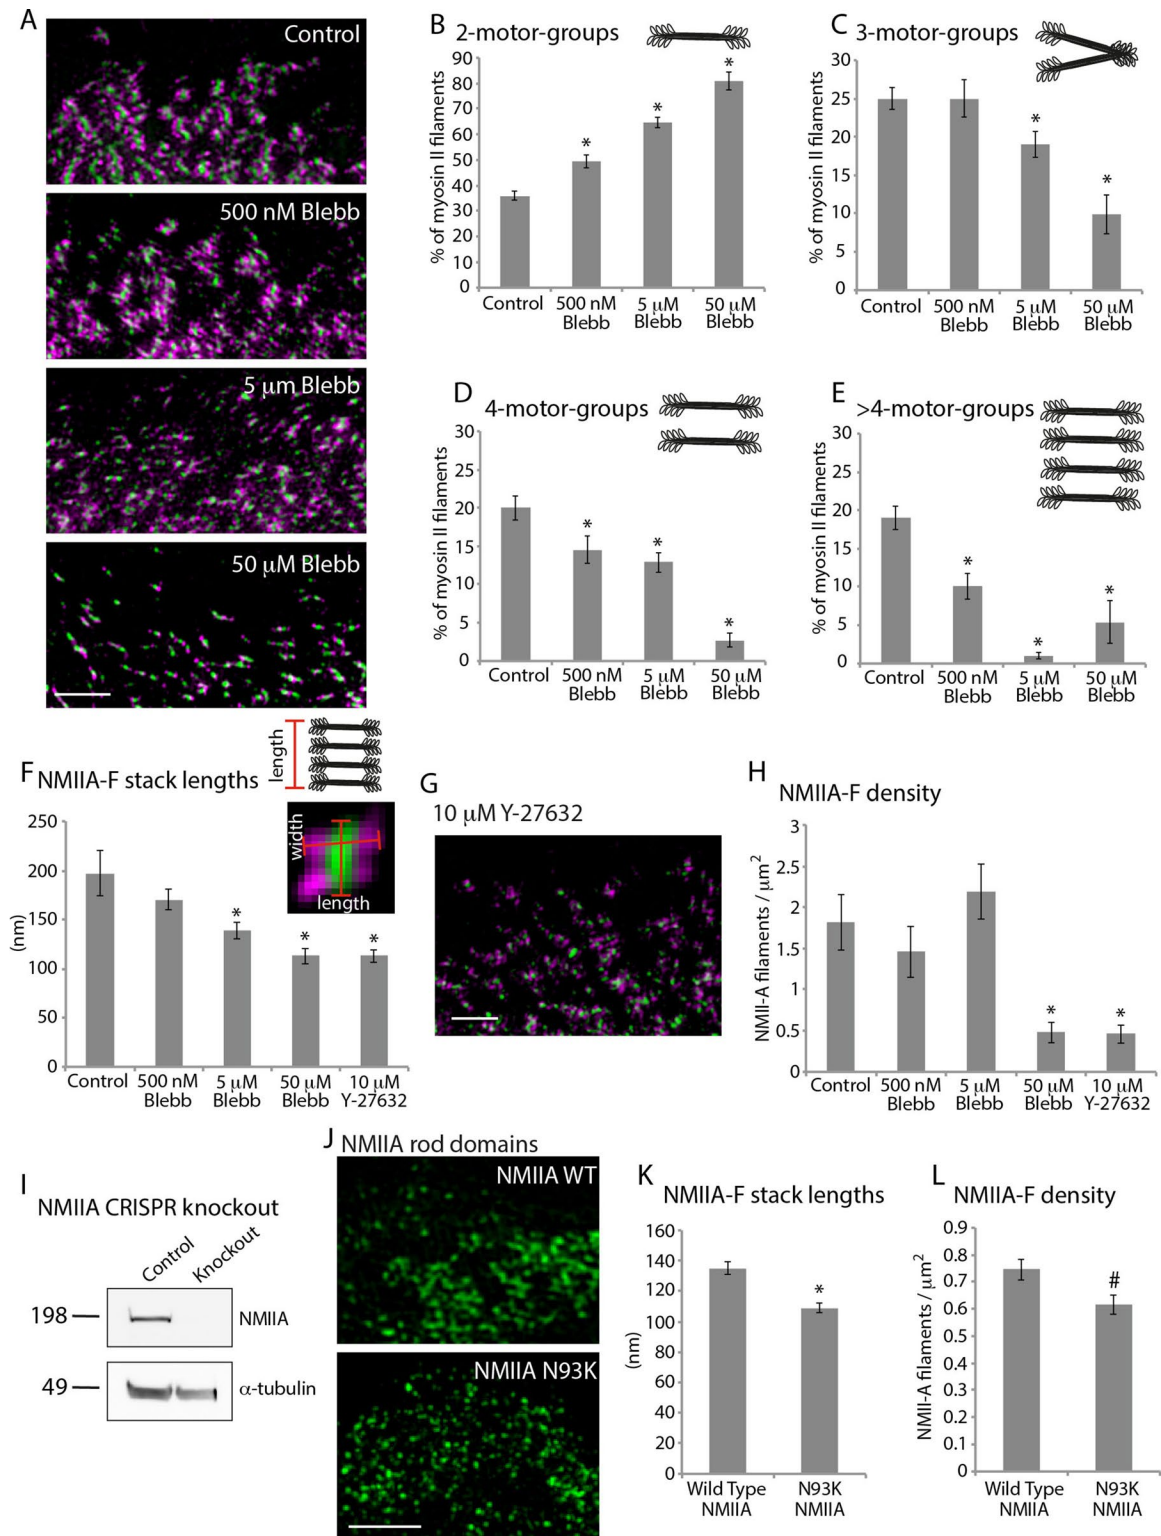 A
Control
500 nM Blebb
5 μm Blebb
50 μM Blebb
B
2-motor-groups
% of myosin II filaments
90
80
70
60
50
40
30
20
10
0
*
*
*
Control
500 nM
Blebb
5 μM
Blebb
50 μM
Blebb
C
3-motor-groups
% of myosin II filaments
30
25
20
15
10
5
0
*
*
Control
500 nM
Blebb
5 μM
Blebb
50 μM
Blebb
D
4-motor-groups
% of myosin II filaments
30
25
20
15
10
5
0
*
*
*
Control
500 nM
Blebb
5 μM
Blebb
50 μM
Blebb
E
>4-motor-groups
% of myosin II filaments
30
25
20
15
10
5
0
*
*
*
Control
500 nM
Blebb
5 μM
Blebb
50 μM
Blebb
F
NMIIA-F stack lengths
length
width
length
(nm)
250
200
150
100
50
0
*
*
*
Control
500 nM
Blebb
5 μM
Blebb
50 μM
Blebb
10 μM
Y-27632
G
10 μM Y-27632
H
NMIIA-F density
NMII-A filaments / μm²
3
2.5
2
1.5
1
0.5
0
*
*
Control
500 nM
Blebb
5 μM
Blebb
50 μM
Blebb
10 μM
Y-27632
I
NMIIA CRISPR knockout
Control
Knockout
198
NMIIA
49
α-tubulin
J
NMIIA rod domains
NMIIA WT
NMIIA N93K
K
NMIIA-F stack lengths
(nm)
160
140
120
100
80
60
40
20
0
*
Wild Type
NMIIA
N93K
NMIIA
L
NMIIA-F density
NMII-A filaments / μm²
0.9
0.8
0.7
0.6
0.5
0.4
0.3
0.2
0.1
0
#
Wild Type
NMIIA
N93K
NMIIA